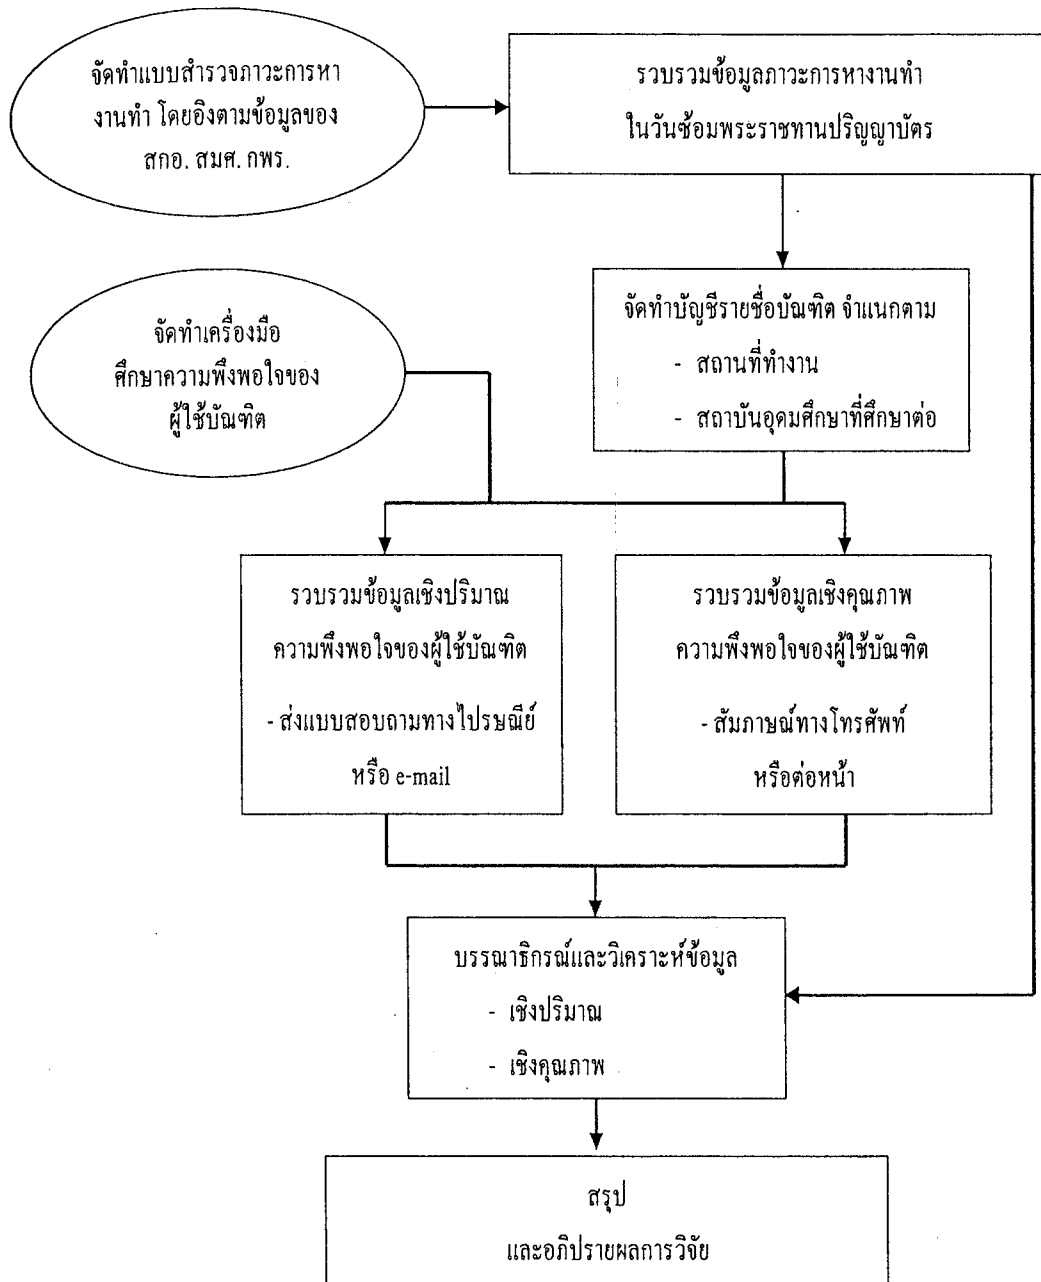 จัดทำแบบสำรวจภาวะการหา
งานทำ โดยอิงตามข้อมูลของ
สกอ. สมศ. กพร.
รวบรวมข้อมูลภาวะการหางานทำ
ในวันซ้อมพระราชทานปริญญาบัตร
จัดทำเครื่องมือ
ศึกษาความพึงพอใจของ
ผู้ใช้บัณฑิต
จัดทำบัญชีรายชื่อบัณฑิต จำแนกตาม
- สถานที่ทำงาน
- สถาบันอุดมศึกษาที่ศึกษาต่อ
รวบรวมข้อมูลเชิงปริมาณ
ความพึงพอใจของผู้ใช้บัณฑิต
- ส่งแบบสอบถามทางไปรษณีย์
หรือ e-mail
รวบรวมข้อมูลเชิงคุณภาพ
ความพึงพอใจของผู้ใช้บัณฑิต
- สัมภาษณ์ทางโทรศัพท์
หรือต่อหน้า
บรรณาธิกรณ์และวิเคราะห์ข้อมูล
- เชิงปริมาณ
- เชิงคุณภาพ
สรุป
และอภิปรายผลการวิจัย